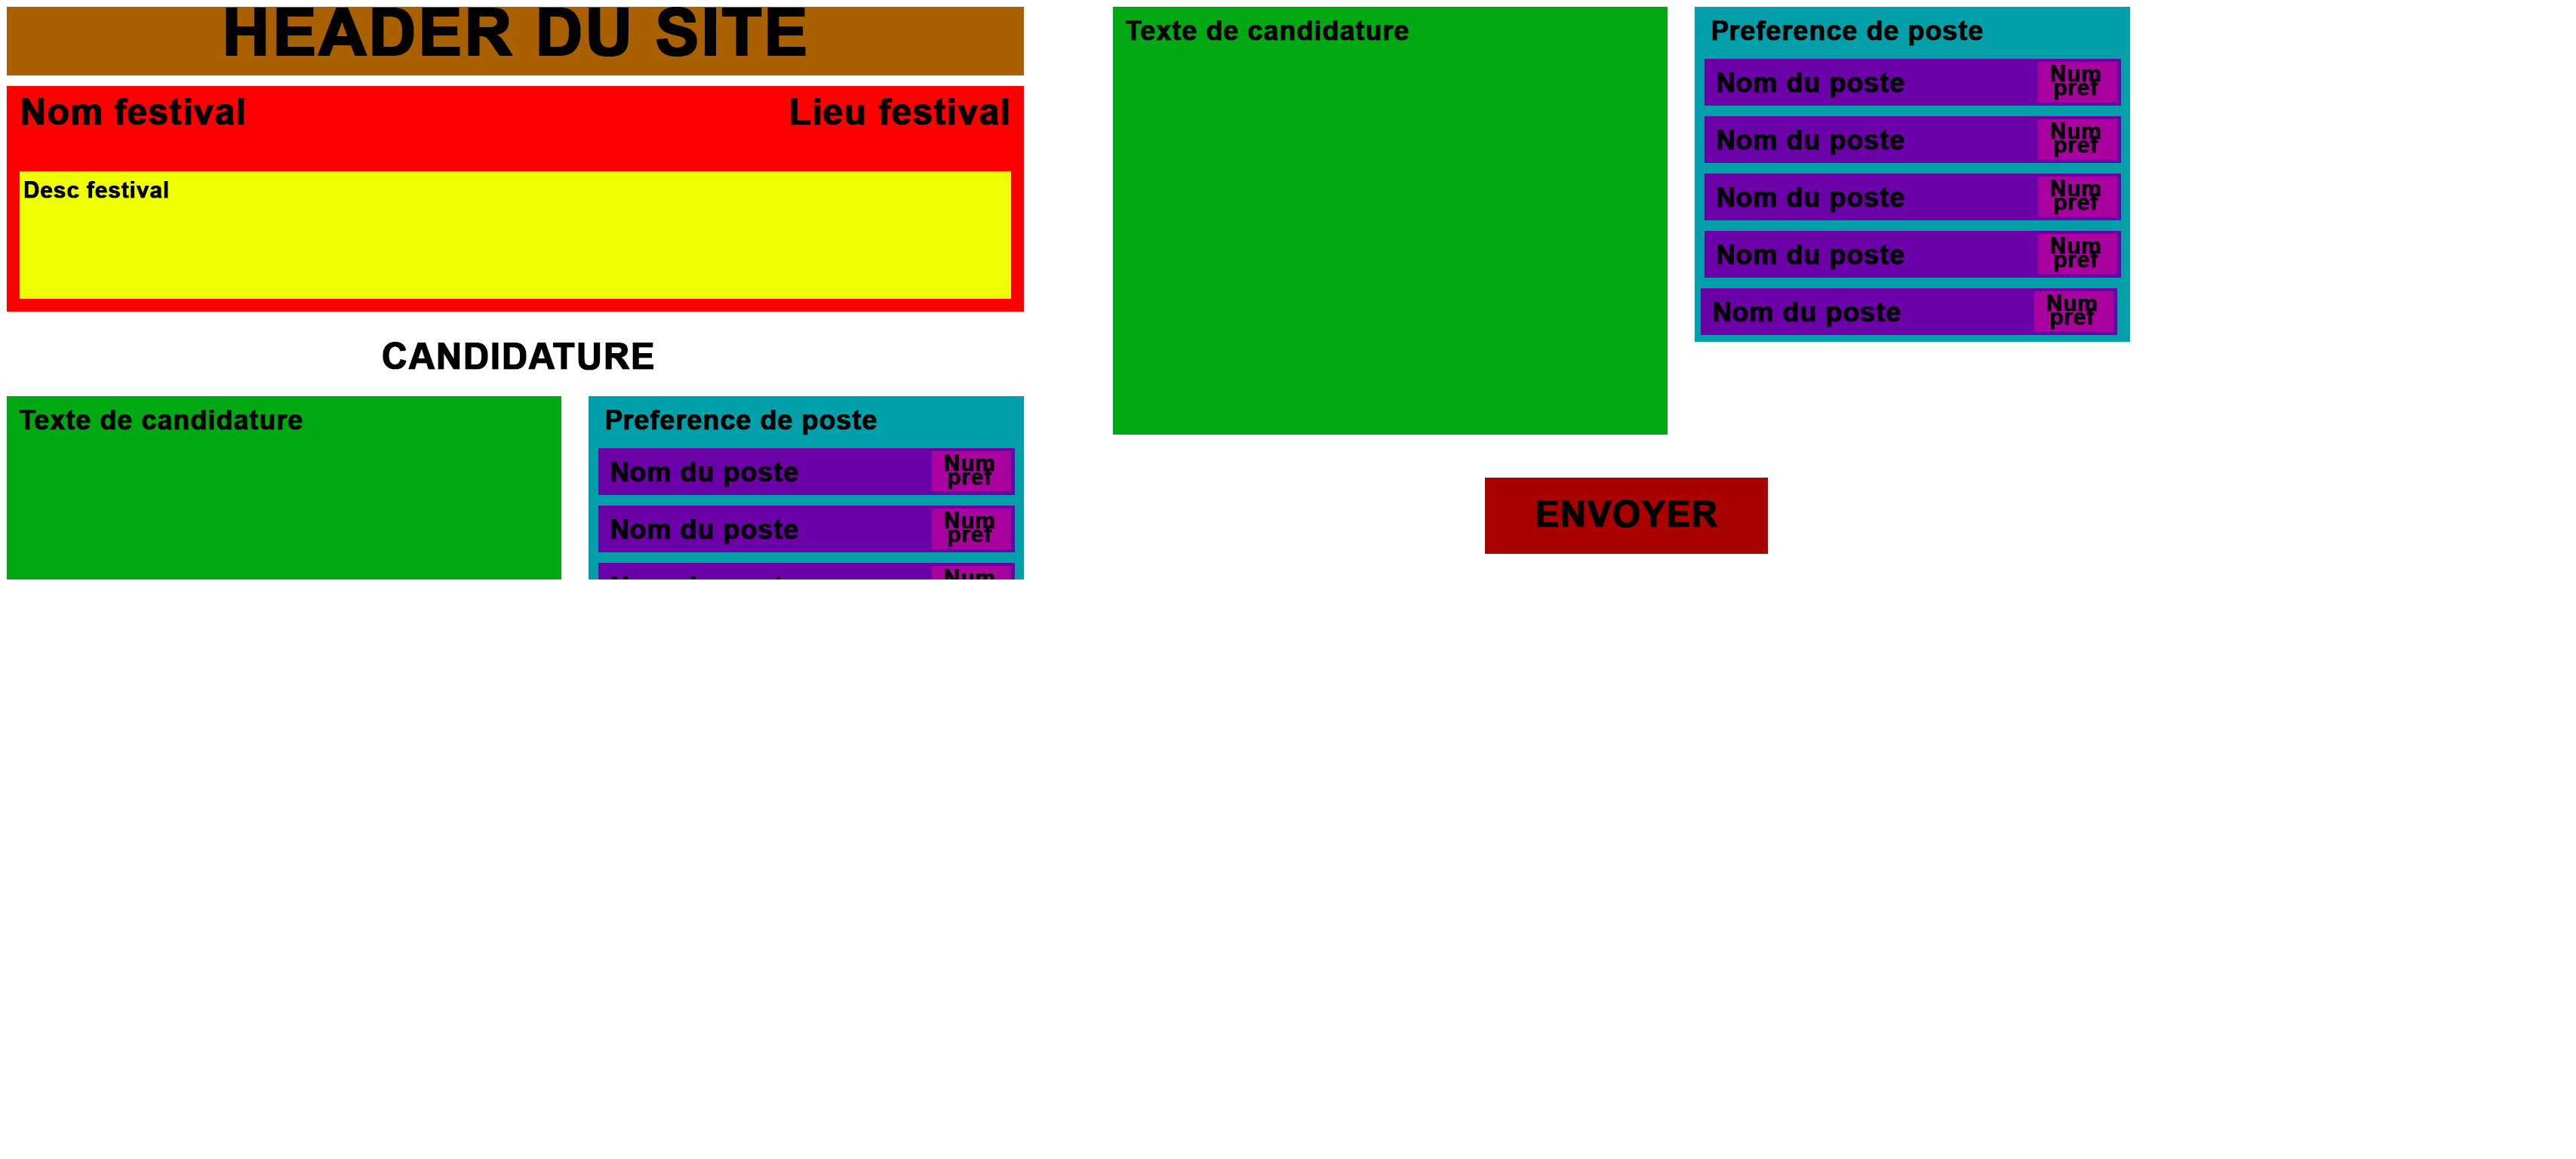 HEADER DU SITE
Nom festival
Lieu festival
Desc festival
CANDIDATURE
Texte de candidature
Preference de poste
Nom du poste
Num
pref
Nom du poste
Num
pref
Num
Texte de candidature
Preference de poste
Nom du poste
Num
pref
Nom du poste
Num
pref
Nom du poste
Num
pref
Nom du poste
Num
pref
Nom du poste
Num
pref
ENVOYER